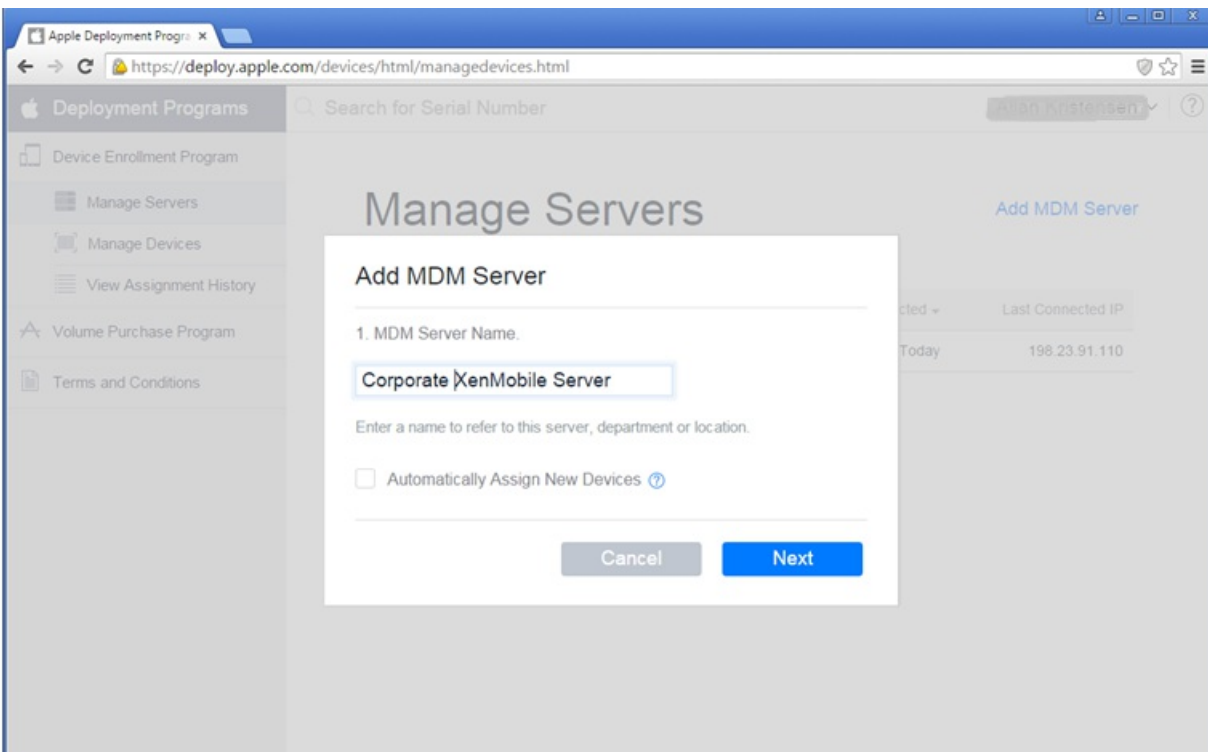 Apple Deployment Progra
https://deploy.apple.com/devices/html/managedevices.html
Deployment Programs
Search for Serial Number
Allan Kristensen
Device Enrollment Program
Manage Servers
Manage Devices
View Assignment History
Volume Purchase Program
Terms and Conditions
Manage Servers
Add MDM Server
cted
Last Connected IP
Today
198.23.91.110
Add MDM Server
1. MDM Server Name.
Corporate XenMobile Server
Enter a name to refer to this server, department or location.
Automatically Assign New Devices
Cancel
Next